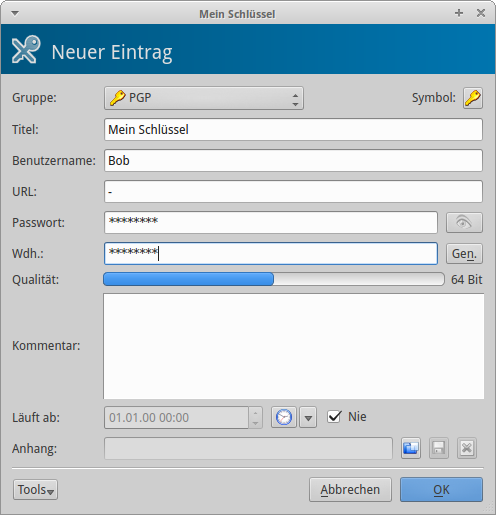 Mein Schlüssel
Neuer Eintrag
Gruppe: PGP Symbol:
Titel: Mein Schlüssel
Benutzername: Bob
URL: -
Passwort: ********
Wdh.: ******** Gen.
Qualität: 64 Bit
Kommentar:
Läuft ab: 01.01.00 00:00 Nie
Anhang:
Tools Abbrechen OK